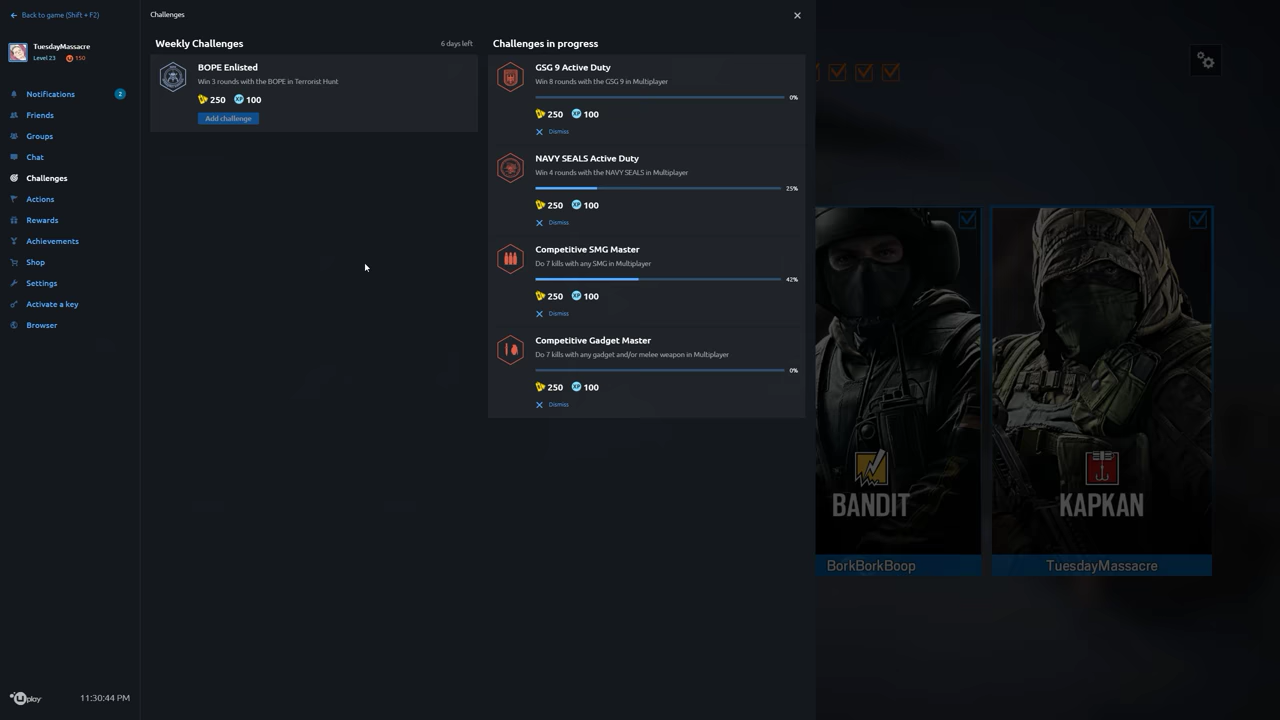 Back to game (Shift + F2)
TuesdayMassacre
Level 23 150
Notifications 2
Friends
Groups
Chat
Challenges
Actions
Rewards
Achievements
Shop
Settings
Activate a key
Browser
uplay 11:30:44 PM
Challenges
Weekly Challenges 6 days left
BOPE Enlisted
Win 3 rounds with the BOPE in Terrorist Hunt
250 XP 100
Add challenge
Challenges in progress
GSG 9 Active Duty
Win 8 rounds with the GSG 9 in Multiplayer
0%
250 XP 100
Dismiss
NAVY SEALS Active Duty
Win 4 rounds with the NAVY SEALS in Multiplayer
25%
250 XP 100
Dismiss
Competitive SMG Master
Do 7 kills with any SMG in Multiplayer
42%
250 XP 100
Dismiss
Competitive Gadget Master
Do 7 kills with any gadget and/or melee weapon in Multiplayer
0%
250 XP 100
Dismiss
BANDIT
BorkBorkBoop
KAPKAN
TuesdayMassacre